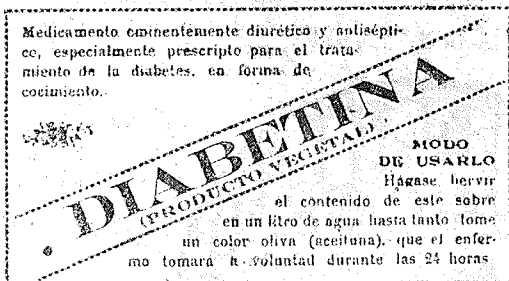 Medicamento eminentemente diurético y antisépti-
co, especialmente prescripto para el trata-
miento de la diabetes, en forma de
cocimiento.
DIABETINA
(PRODUCTO VEGETAL)
MODO
DE USARLO
Hágase hervir
el contenido de este sobre
en un litro de agua hasta tanto tome
un color oliva (aceituna), que el enfer-
mo tomará a voluntad durante las 24 horas